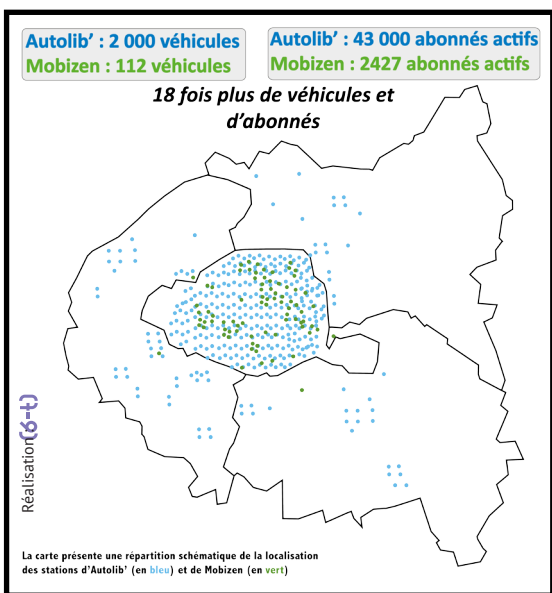 Autolib' : 2 000 véhicules
Mobizen : 112 véhicules
Autolib' : 43 000 abonnés actifs
Mobizen : 2427 abonnés actifs
18 fois plus de véhicules et
d'abonnés
Réalisation : (6-t)
La carte présente une répartition schématique de la localisation
des stations d'Autolib' (en bleu) et de Mobizen (en vert)